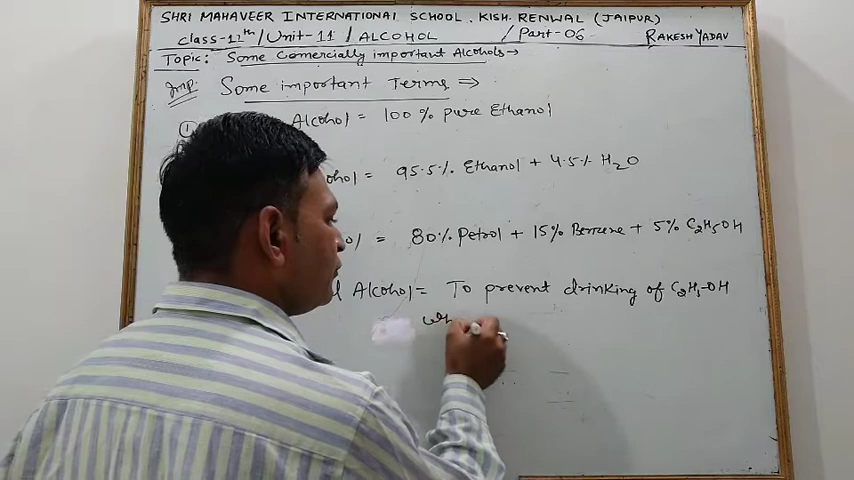 SHRI MAHAVEER INTERNATIONAL SCHOOL. KISH. RENWAL (JAIPUR)
class-12th/Unit-11 / ALCOHOL / Part-06 RAKESH YADAV
Topic: Some Comercially important Alcohols →
Imp. Some important Terms ⇒
① Alcohol = 100 % pure Ethanol
ohol = 95.5% Ethanol + 4.5% H2O
ol = 80% Petrol + 15% Benzene + 5% C2H5OH
Alcohol = To prevent drinking of C2H5-OH